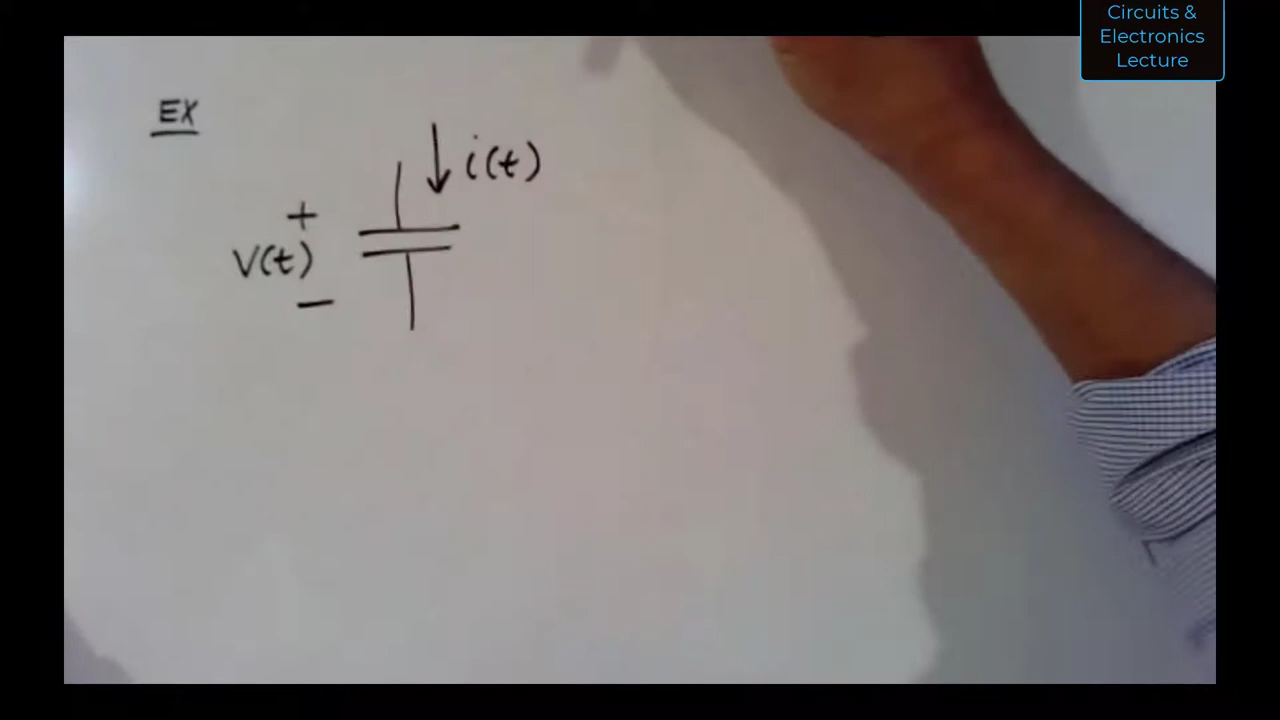 Circuits &
Electronics
Lecture
EX
i(t)
+
V(t)
−